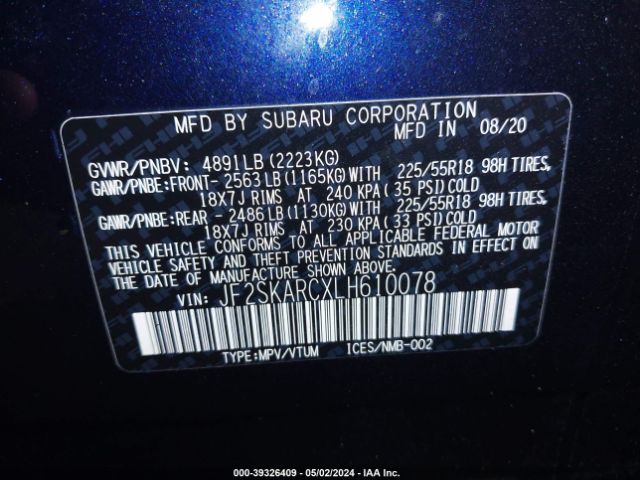 MFD BY SUBARU CORPORATION
MFD IN 08/20
GVWR/PNBV: 4891LB (2223KG)
GAWR/PNBE:FRONT- 2563LB (1165KG) WITH 225/55R18 98H TIRES,
18X7J RIMS AT 240 KPA (35 PSI) COLD
GAWR/PNBE:REAR - 2486LB (1130KG) WITH 225/55R18 98H TIRES,
18X7J RIMS AT 230 KPA (33 PSI) COLD
THIS VEHICLE CONFORMS TO ALL APPLICABLE FEDERAL MOTOR
VEHICLE SAFETY AND THEFT PREVENTION STANDARDS IN EFFECT ON
THE DATE OF MANUFACTURE SHOWN ABOVE.
VIN: JF2SKARCXLH610078
TYPE:MPV/VTUM ICES/NMB-002
000-39326409 - 05/02/2024 - IAA Inc.